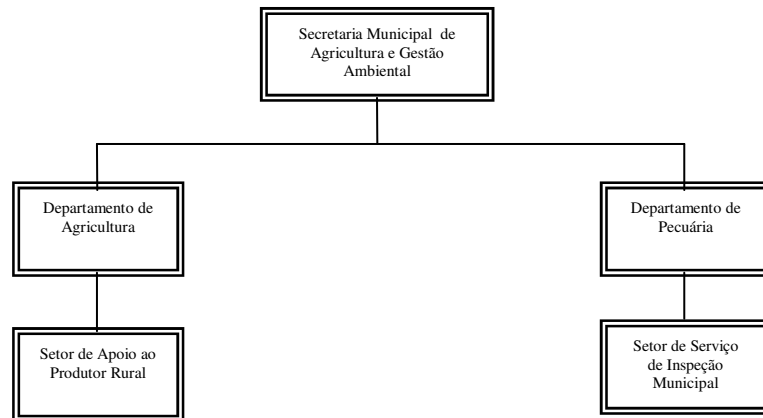 Secretaria Municipal de
Agricultura e Gestão
Ambiental
Departamento de
Agricultura
Departamento de
Pecuária
Setor de Apoio ao
Produtor Rural
Setor de Serviço
de Inspeção
Municipal